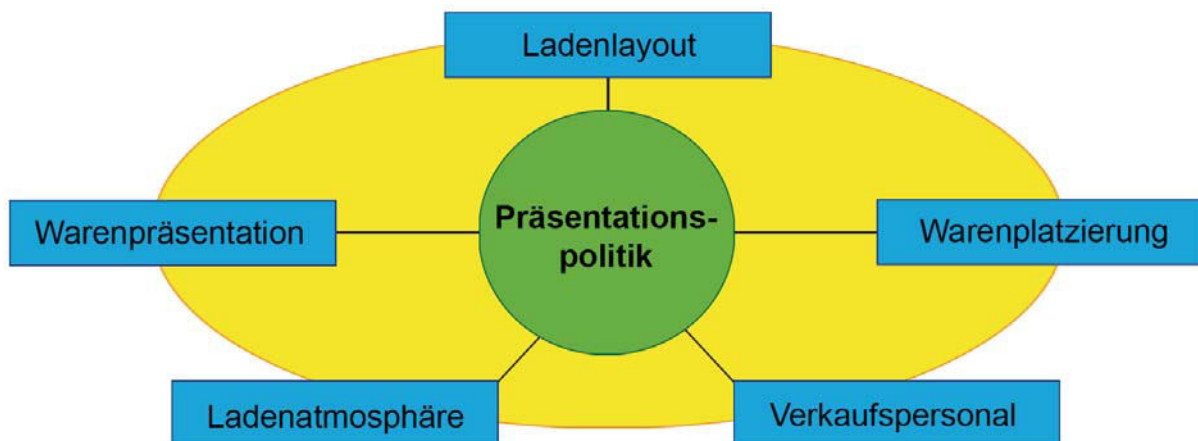 Ladenlayout
Warenpräsentation
Präsentations-
politik
Warenplatzierung
Ladenatmosphäre
Verkaufspersonal